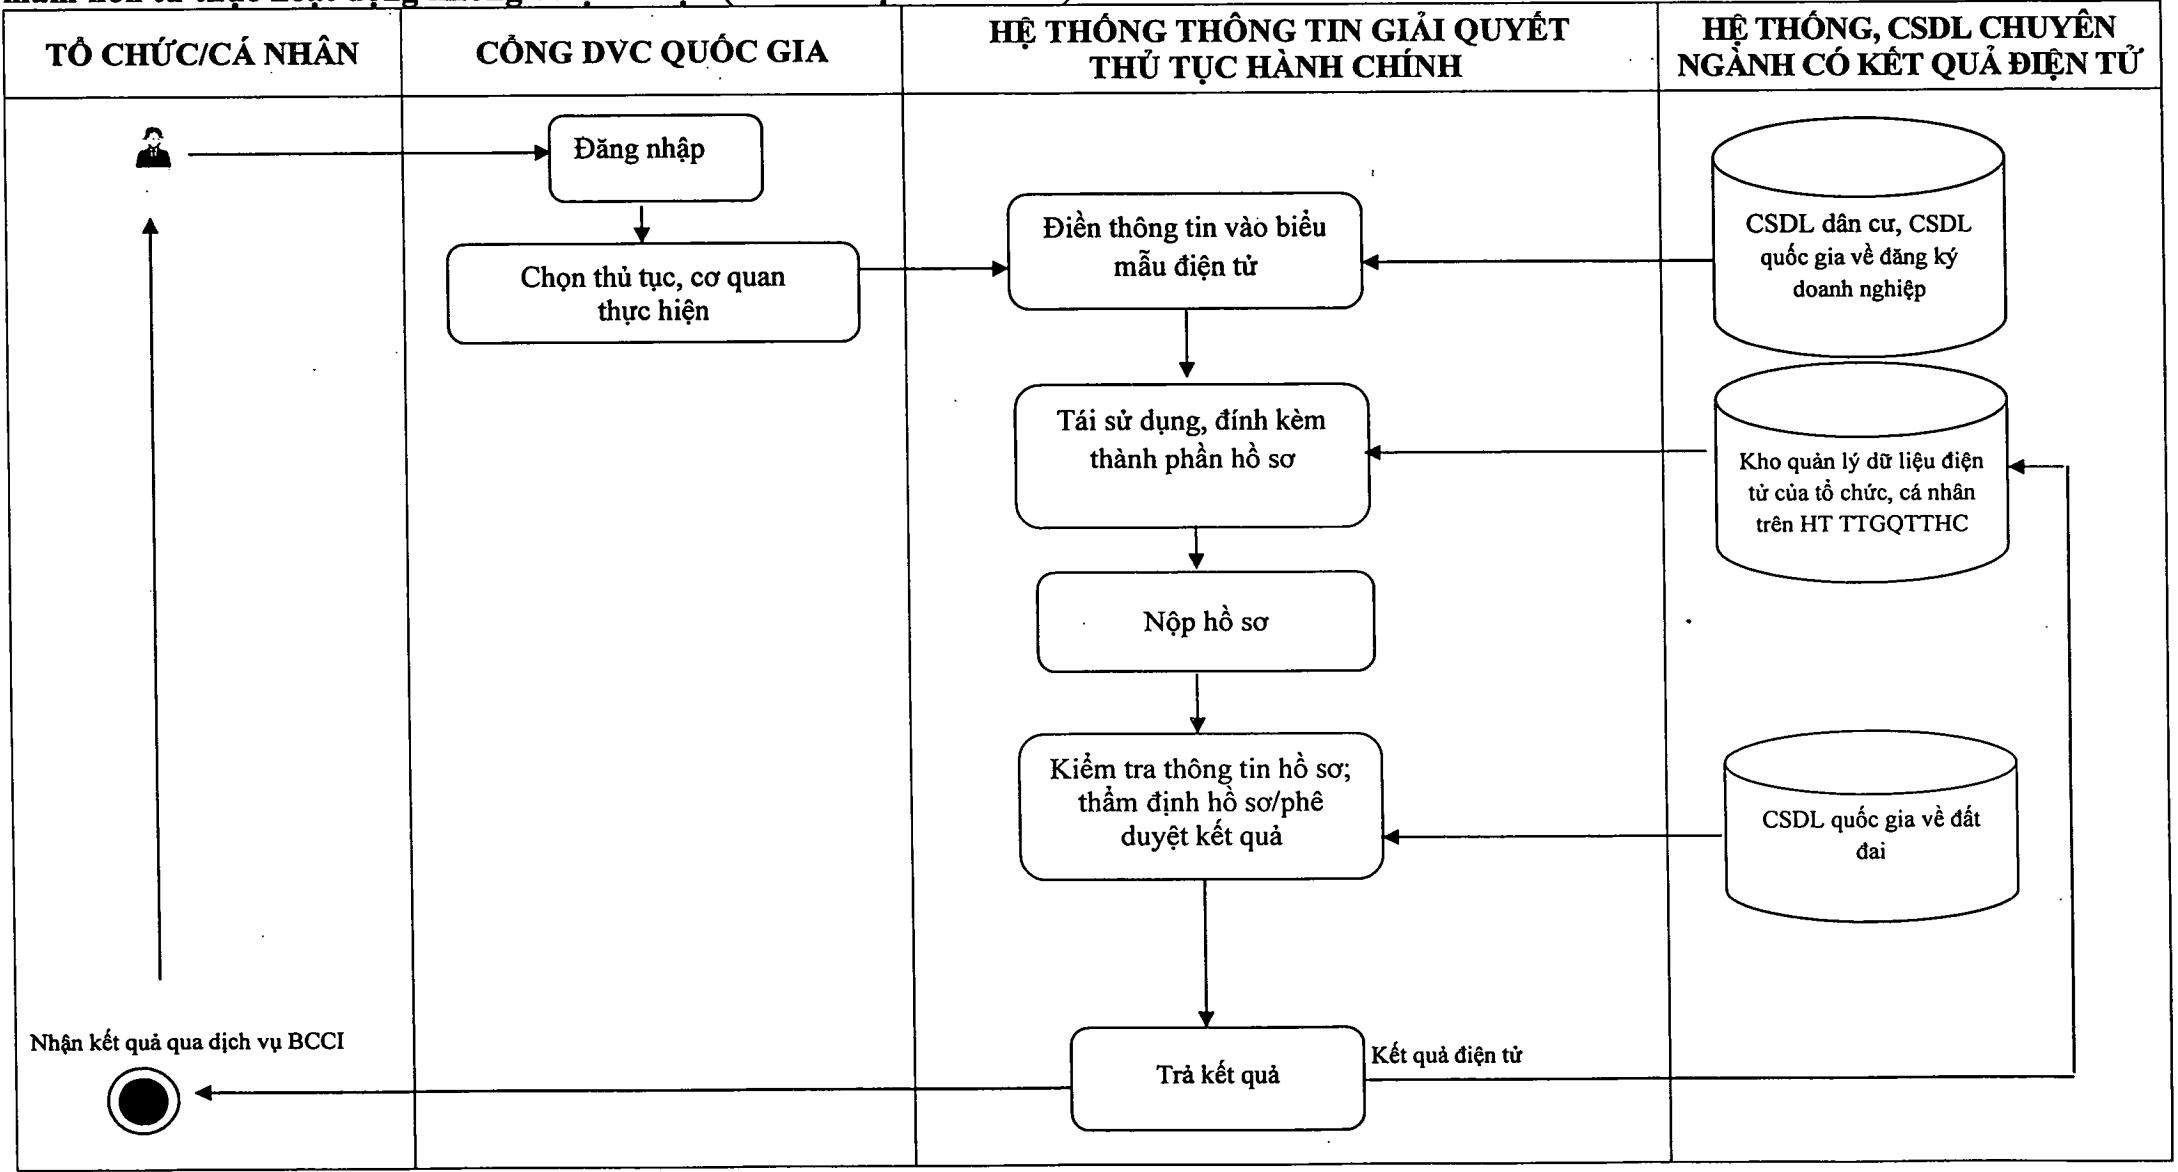 TỔ CHỨC/CÁ NHÂN
CỔNG DVC QUỐC GIA
HỆ THỐNG THÔNG TIN GIẢI QUYẾT
THỦ TỤC HÀNH CHÍNH
HỆ THỐNG, CSDL CHUYÊN
NGÀNH CÓ KẾT QUẢ ĐIỆN TỬ
Đăng nhập
Chọn thủ tục, cơ quan
thực hiện
Điền thông tin vào biểu
mẫu điện tử
CSDL dân cư, CSDL
quốc gia về đăng ký
doanh nghiệp
Tái sử dụng, đính kèm
thành phần hồ sơ
Kho quản lý dữ liệu điện
tử của tổ chức, cá nhân
trên HT TTGQTTHC
Nộp hồ sơ
Kiểm tra thông tin hồ sơ;
thẩm định hồ sơ/phê
duyệt kết quả
CSDL quốc gia về đất
đai
Nhận kết quả qua dịch vụ BCCI
Trả kết quả
Kết quả điện tử